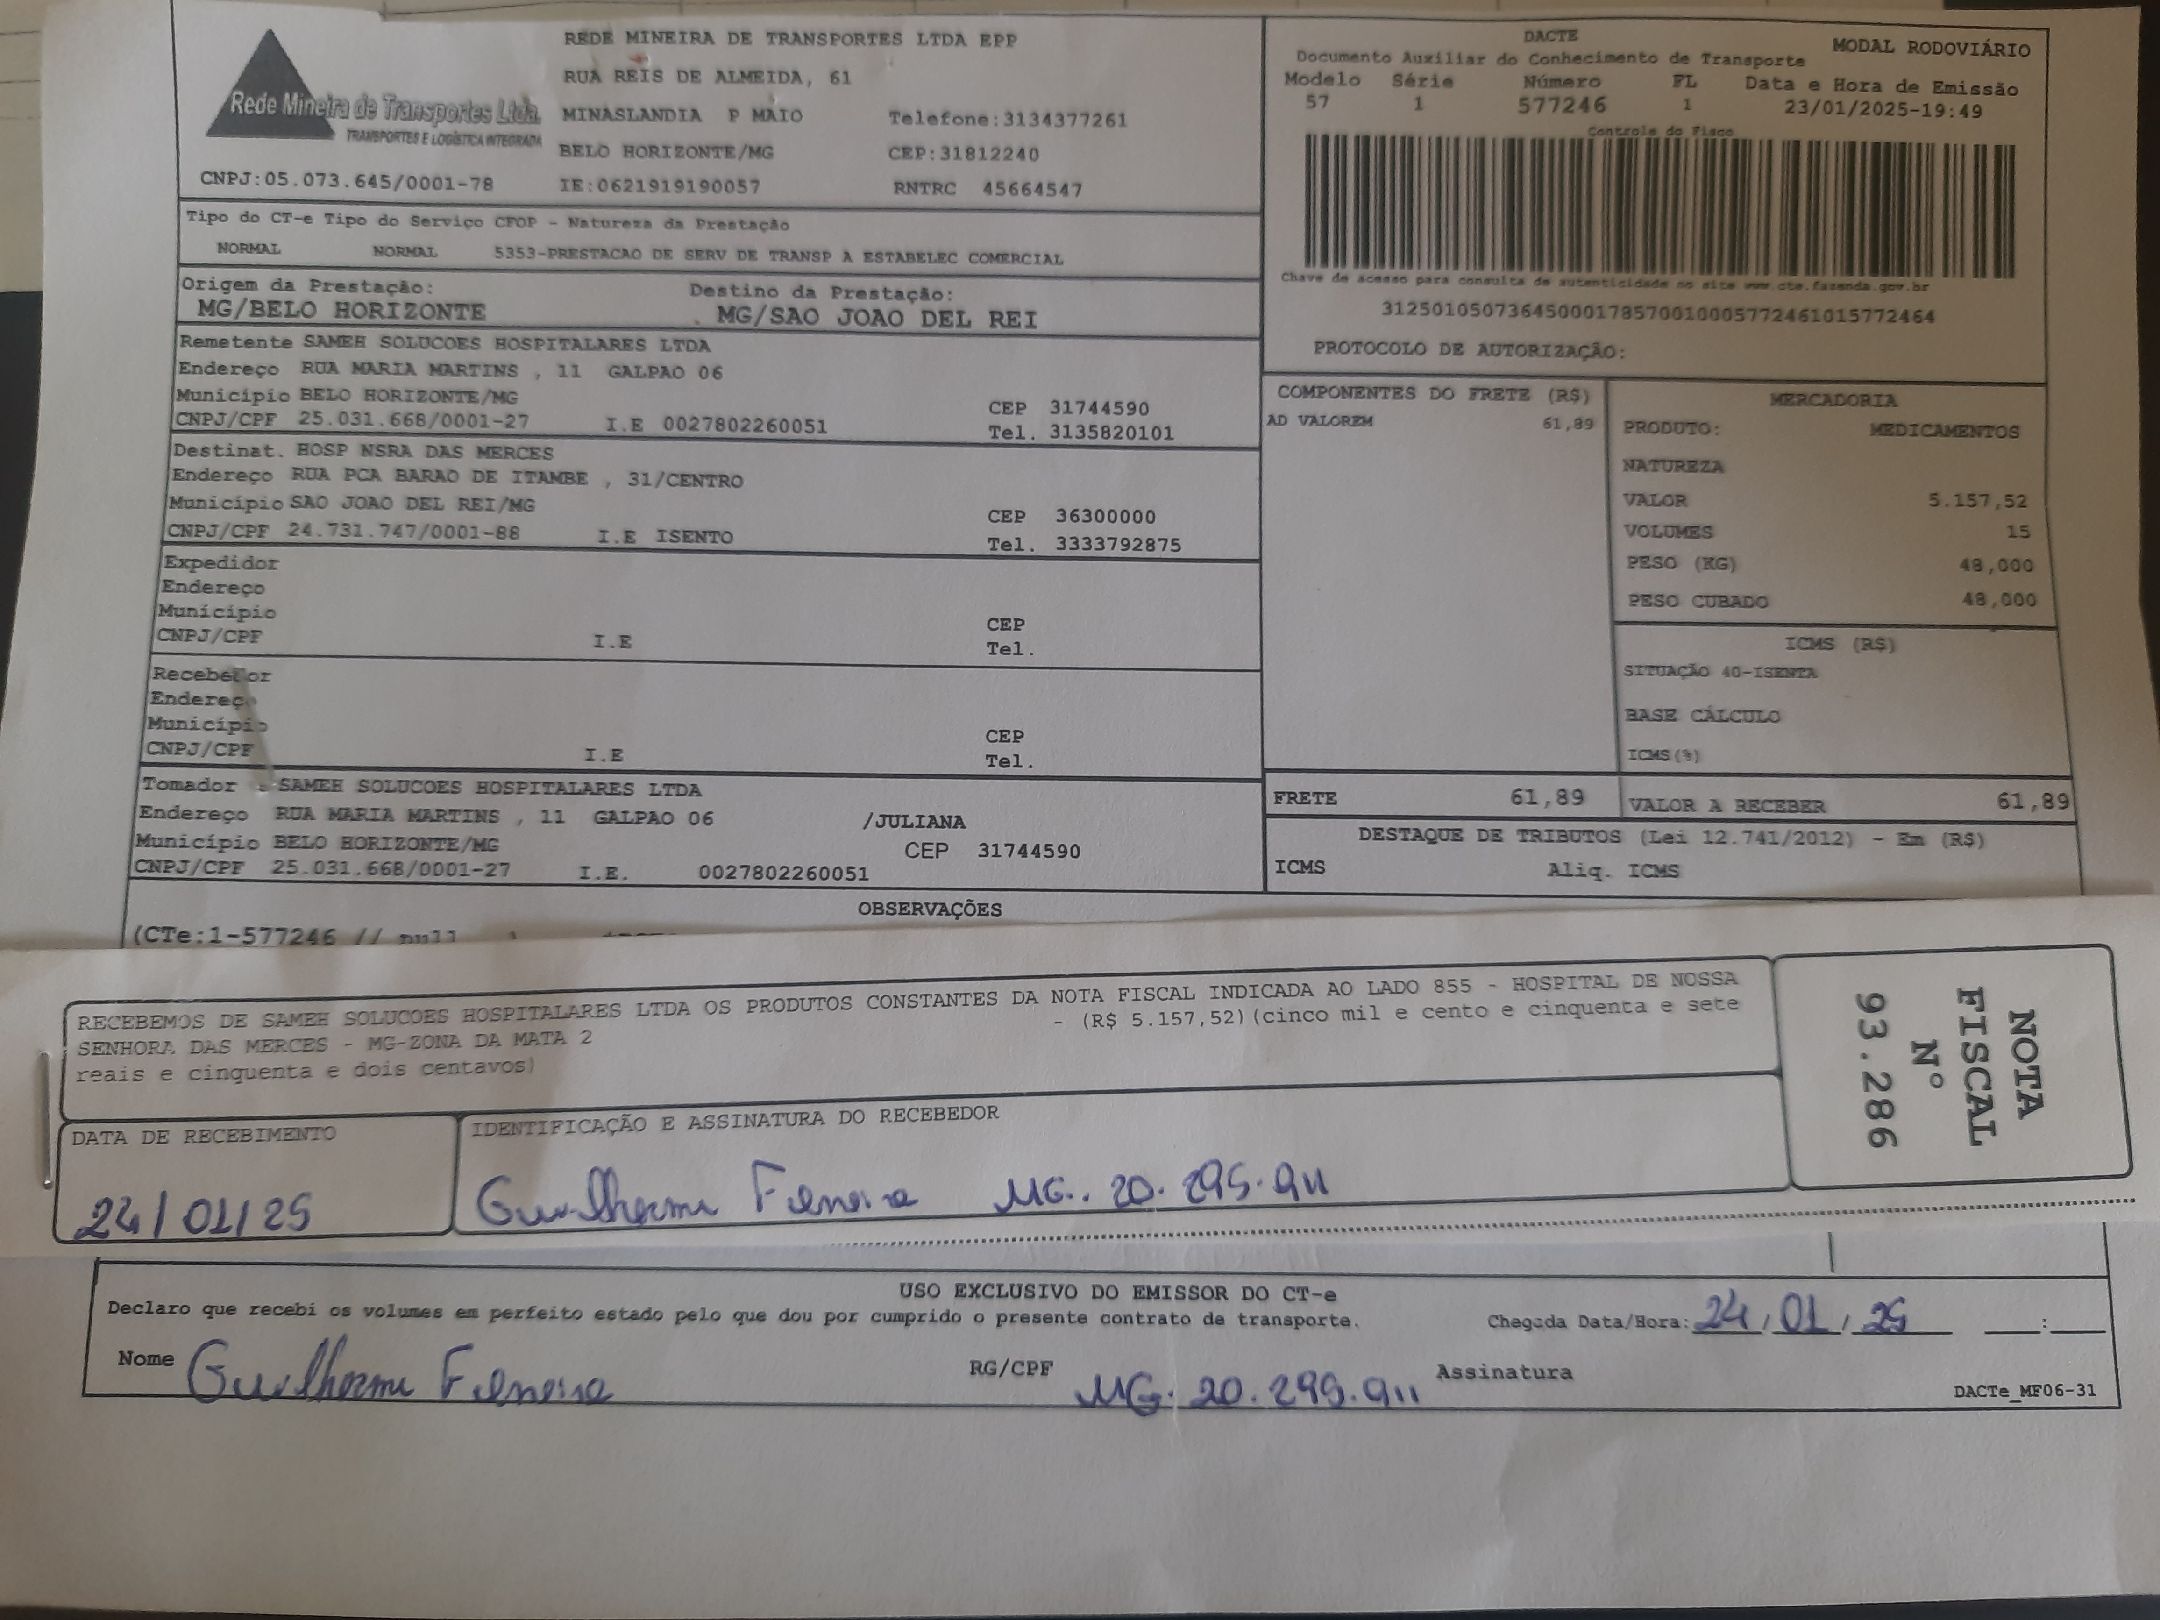 Rede Mineira de Transportes Ltda.
TRANSPORTES E LOGÍSTICA INTEGRADA
CNPJ:05.073.645/0001-78
REDE MINEIRA DE TRANSPORTES LTDA EPP
RUA REIS DE ALMEIDA, 61
MINASLANDIA P MAIO Telefone:3134377261
BELO HORIZONTE/MG CEP:31812240
IE:0621919190057 RNTRC 45664547
DACTE MODAL RODOVIÁRIO
Documento Auxiliar do Conhecimento de Transporte
Modelo Série Número FL Data e Hora de Emissão
57 1 577246 1 23/01/2025-19:49
Controle do Fisco
Chave de acesso para consulta de autenticidade no site www.cte.fazenda.gov.br
31250105073645000178570010005772461015772464
PROTOCOLO DE AUTORIZAÇÃO:
Tipo do CT-e Tipo do Serviço CFOP - Natureza da Prestação
NORMAL NORMAL 5353-PRESTACAO DE SERV DE TRANSP A ESTABELEC COMERCIAL
Origem da Prestação: Destino da Prestação:
MG/BELO HORIZONTE MG/SAO JOAO DEL REI
Remetente SAMEH SOLUCOES HOSPITALARES LTDA
Endereço RUA MARIA MARTINS , 11 GALPAO 06
Município BELO HORIZONTE/MG CEP 31744590
CNPJ/CPF 25.031.668/0001-27 I.E 0027802260051 Tel. 3135820101
Destinat. HOSP NSRA DAS MERCES
Endereço RUA PCA BARAO DE ITAMBE , 31/CENTRO
Município SAO JOAO DEL REI/MG CEP 36300000
CNPJ/CPF 24.731.747/0001-88 I.E ISENTO Tel. 3333792875
Expedidor
Endereço
Município CEP
CNPJ/CPF I.E Tel.
Recebedor
Endereço
Município CEP
CNPJ/CPF I.E Tel.
Tomador : SAMEH SOLUCOES HOSPITALARES LTDA
Endereço RUA MARIA MARTINS , 11 GALPAO 06 /JULIANA
Município BELO HORIZONTE/MG CEP 31744590
CNPJ/CPF 25.031.668/0001-27 I.E. 0027802260051
COMPONENTES DO FRETE (R$)
AD VALOREM 61,89
MERCADORIA
PRODUTO: MEDICAMENTOS
NATUREZA
VALOR 5.157,52
VOLUMES 15
PESO (KG) 48,000
PESO CUBADO 48,000
ICMS (R$)
SITUAÇÃO 40-ISENTA
BASE CÁLCULO
ICMS(%)
FRETE 61,89 VALOR A RECEBER 61,89
DESTAQUE DE TRIBUTOS (Lei 12.741/2012) - Em (R$)
ICMS Aliq. ICMS
OBSERVAÇÕES
(CTe:1-577246 // null
RECEBEMOS DE SAMEH SOLUCOES HOSPITALARES LTDA OS PRODUTOS CONSTANTES DA NOTA FISCAL INDICADA AO LADO 855 - HOSPITAL DE NOSSA
SENHORA DAS MERCES - MG-ZONA DA MATA 2 - (R$ 5.157,52)(cinco mil e cento e cinquenta e sete
reais e cinquenta e dois centavos)
NOTA
FISCAL
Nº
93.286
DATA DE RECEBIMENTO IDENTIFICAÇÃO E ASSINATURA DO RECEBEDOR
24/01/25 Guilherme Ferreira MG. 20.295.911
USO EXCLUSIVO DO EMISSOR DO CT-e
Declaro que recebi os volumes em perfeito estado pelo que dou por cumprido o presente contrato de transporte. Chegada Data/Hora: 24/01/25 :
Nome Guilherme Ferreira RG/CPF MG. 20.295.911 Assinatura
DACTe_MF06-31